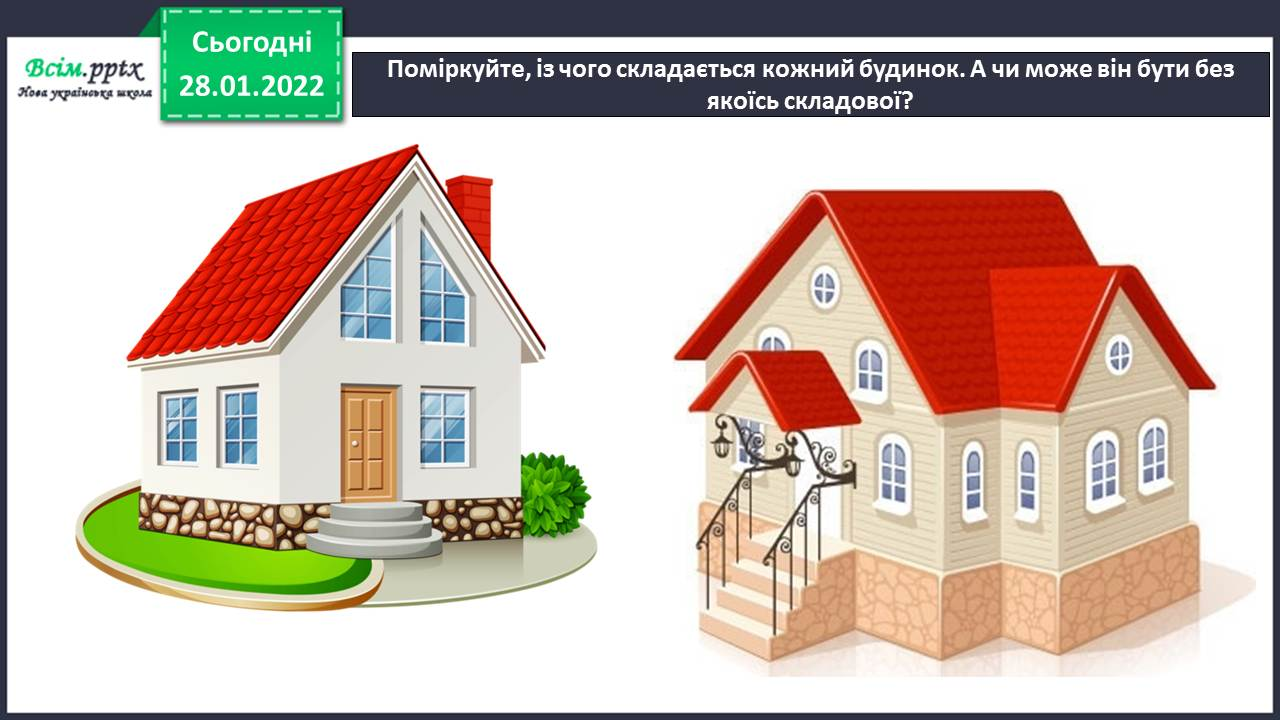 Сьогодні
28.01.2022
Всім.pptx
Нова українська школа
Поміркуйте, із чого складається кожний будинок. А чи може він бути без
якоїсь складової?